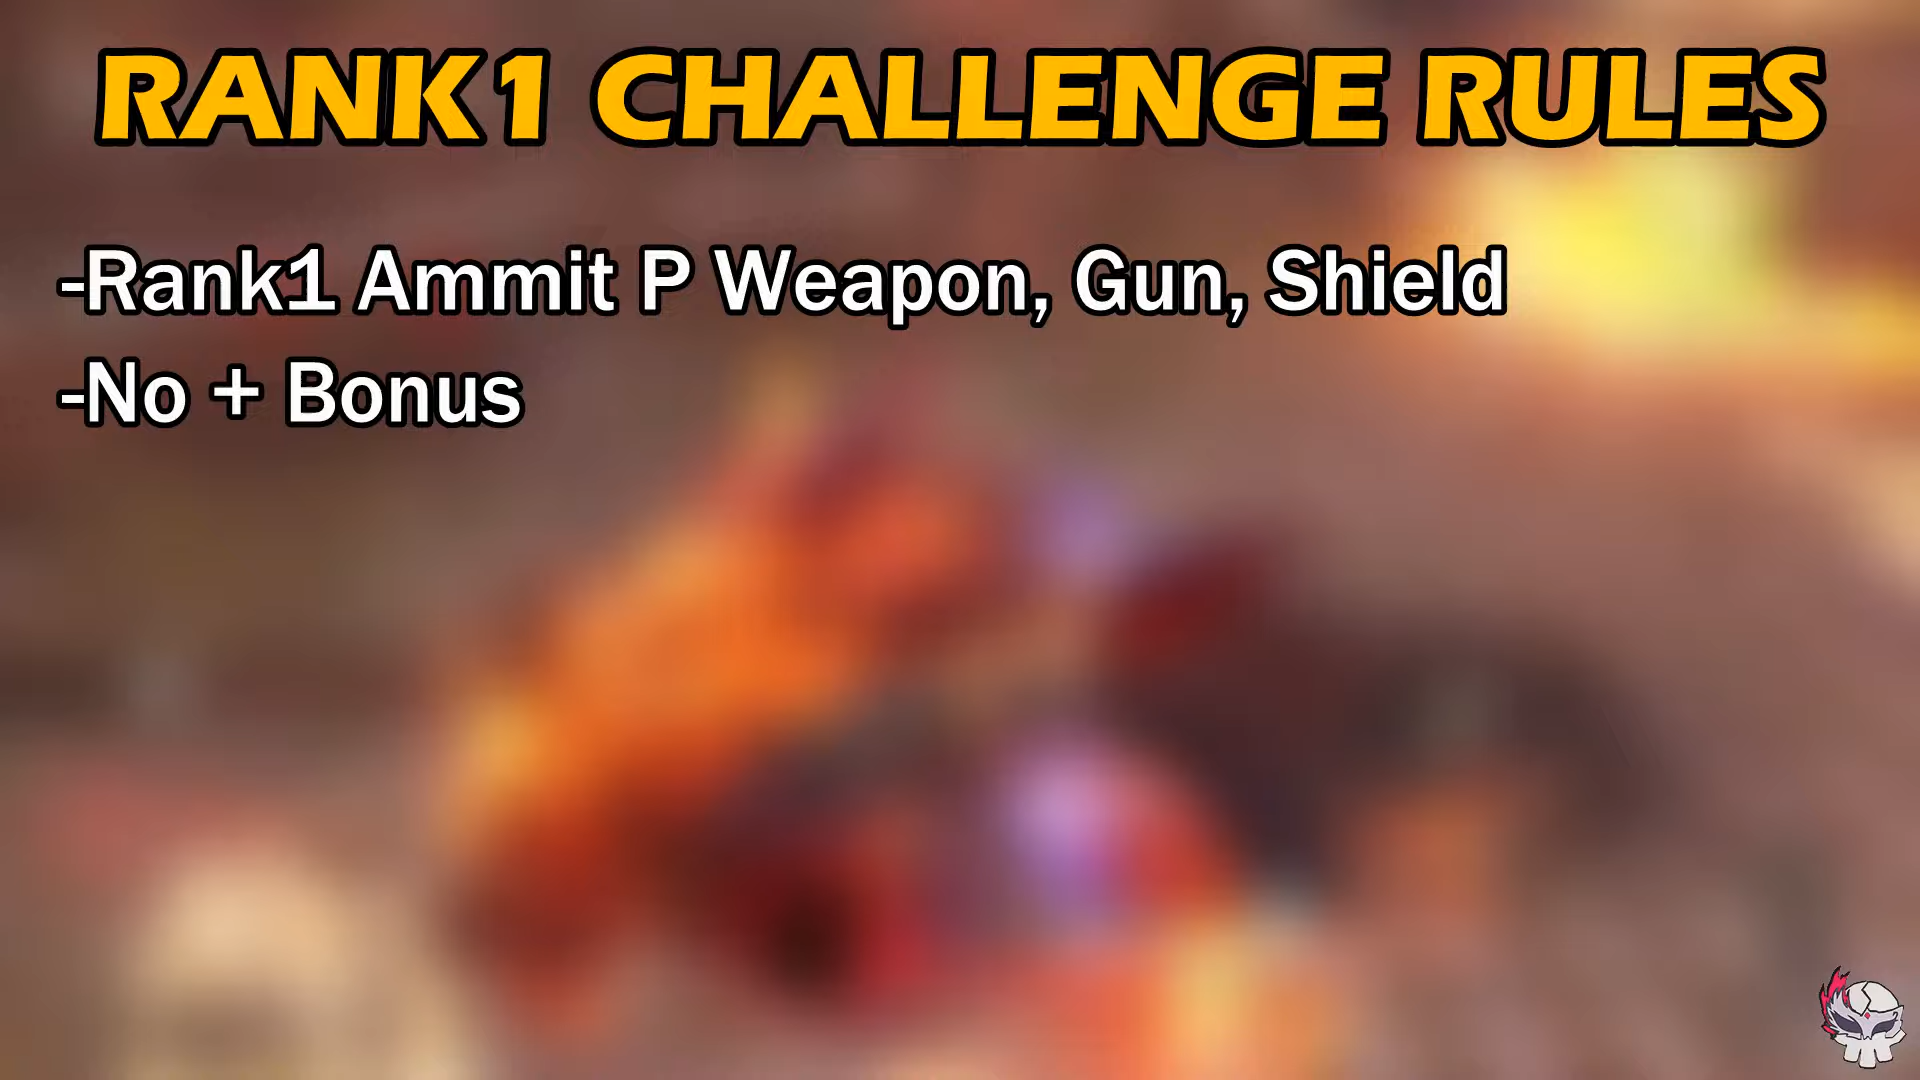 RANK1 CHALLENGE RULES
-Rank1 Ammit P Weapon, Gun, Shield
-No + Bonus